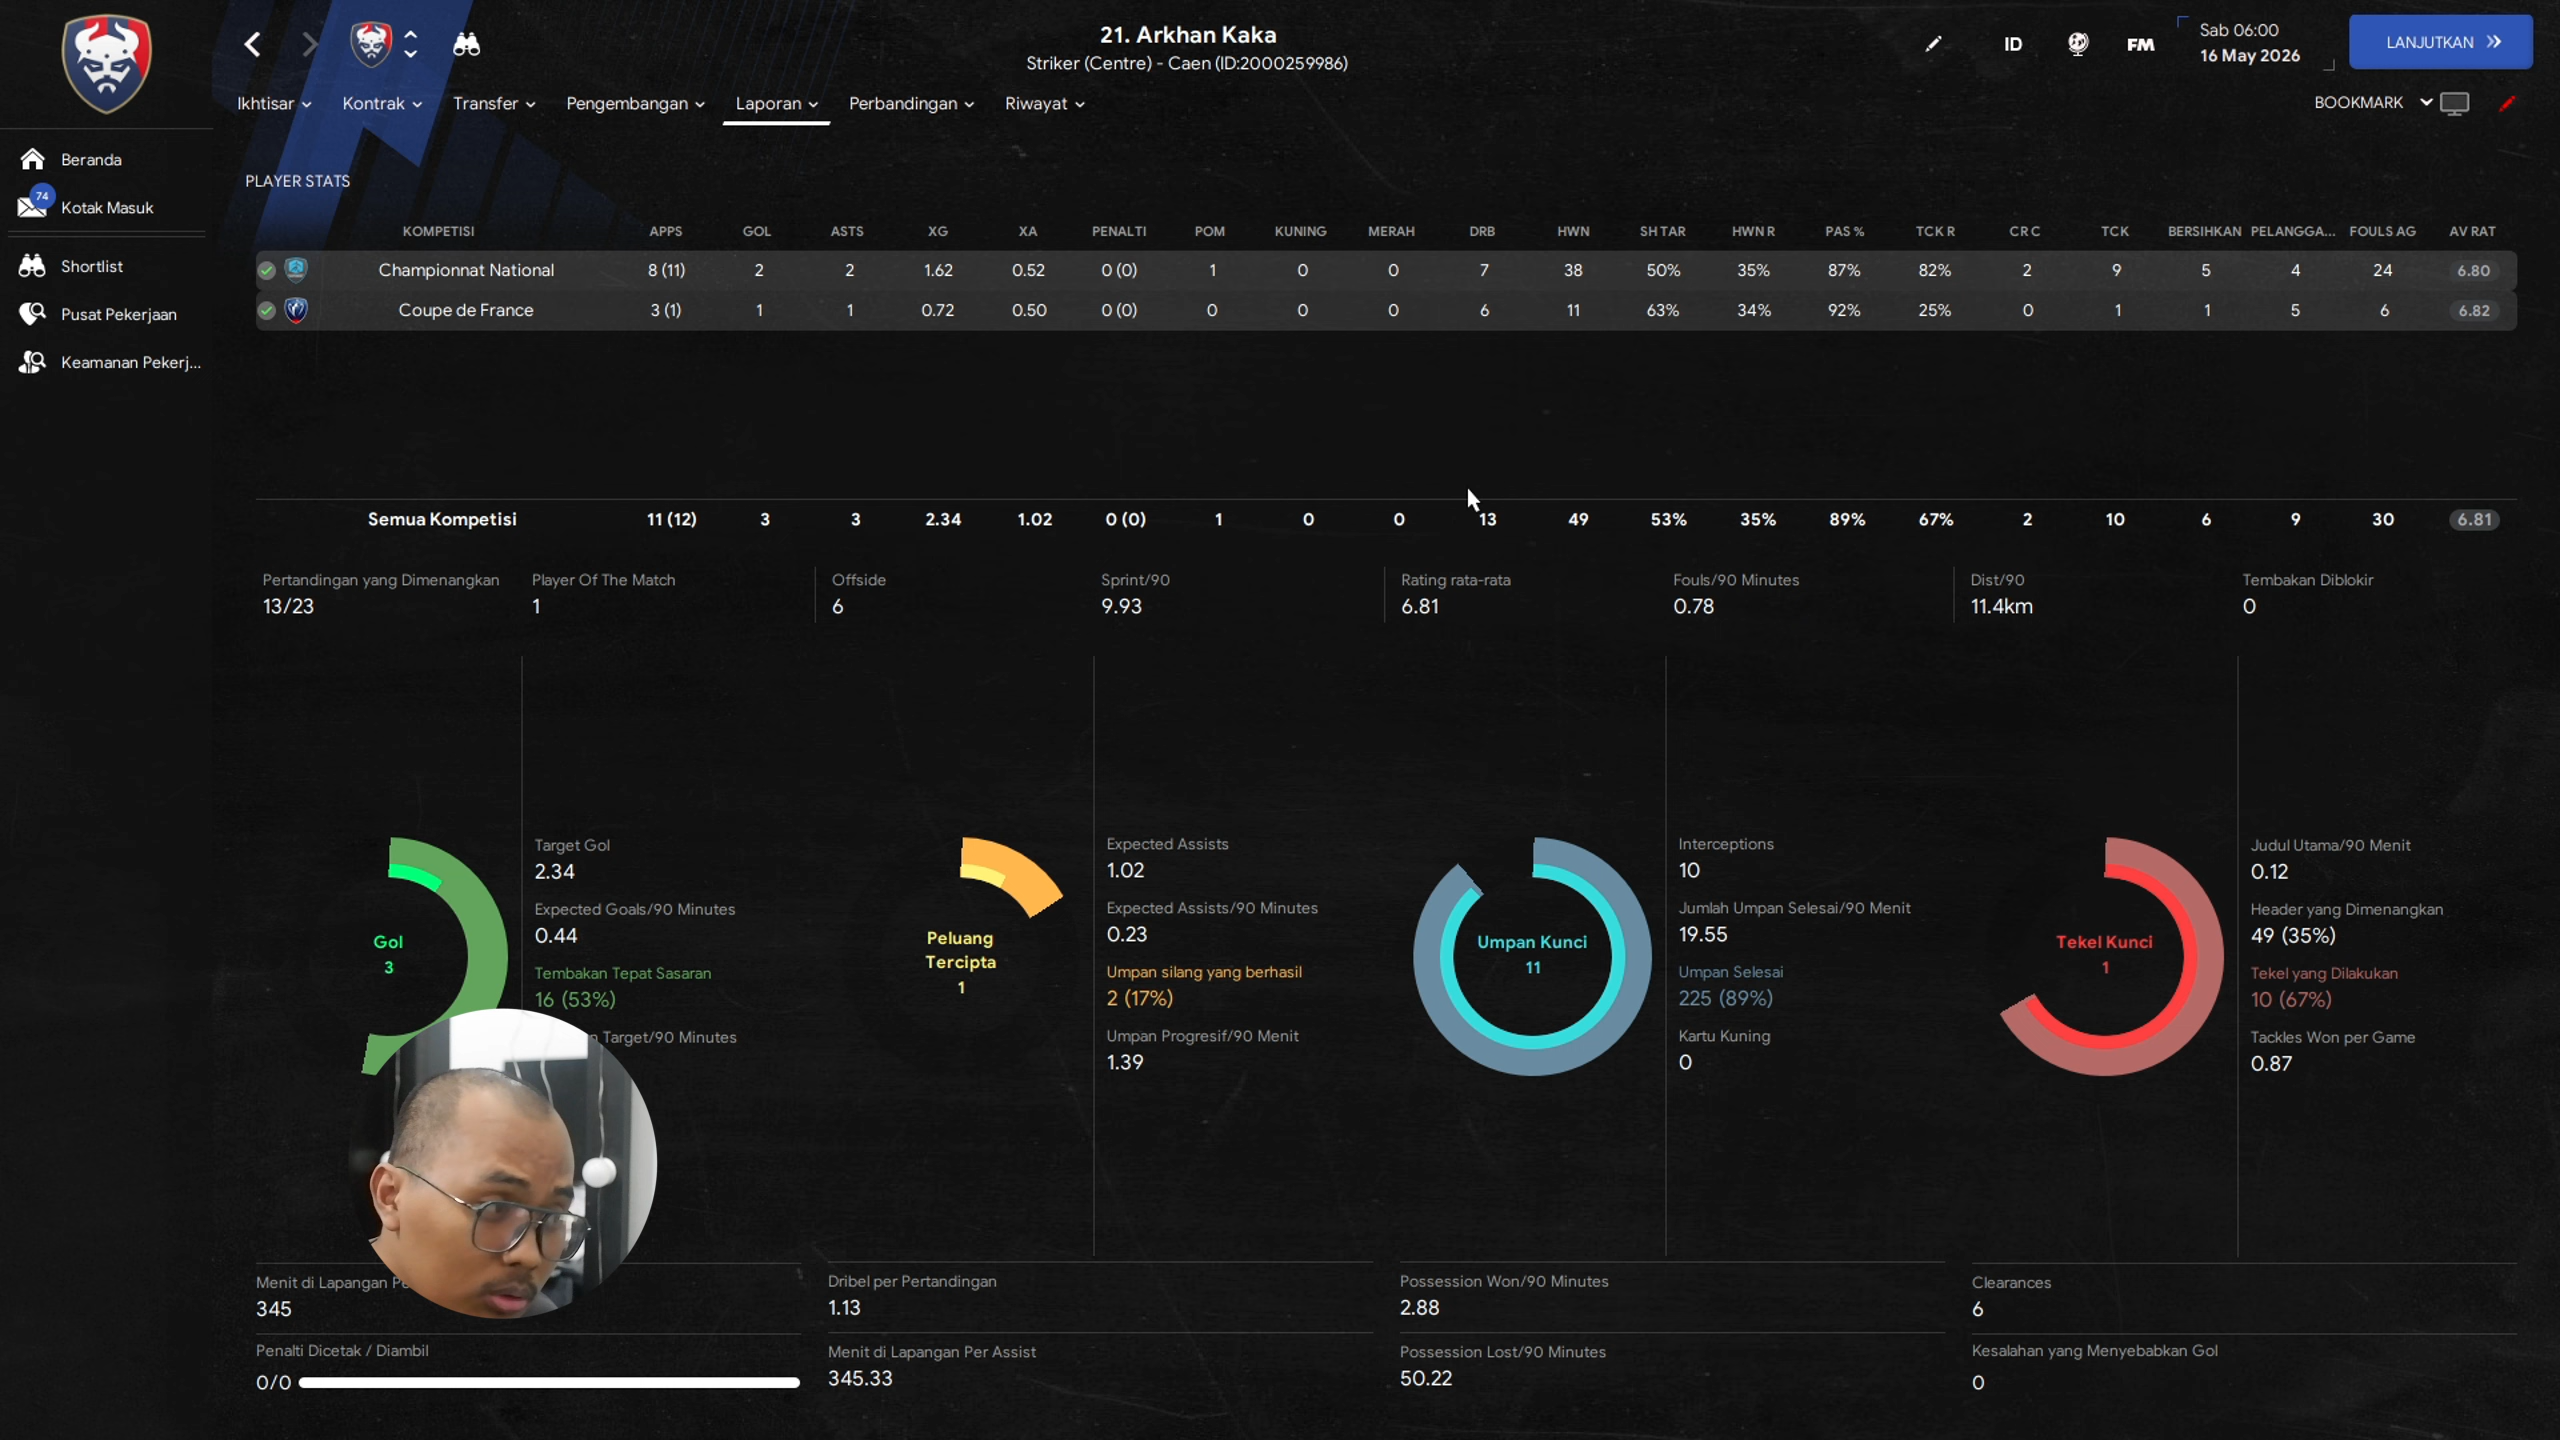 21. Arkhan Kaka
Striker (Centre) - Caen (ID:2000259986)
ID
FM
Sab 06:00
16 May 2026
LANJUTKAN
Ikhtisar
Kontrak
Transfer
Pengembangan
Laporan
Perbandingan
Riwayat
BOOKMARK
Beranda
74
Kotak Masuk
Shortlist
Pusat Pekerjaan
Keamanan Pekerj...
PLAYER STATS
KOMPETISI APPS GOL ASTS XG XA PENALTI POM KUNING MERAH DRB HWN SH TAR HWN R PAS % TCK R CR C TCK BERSIHKAN PELANGGA... FOULS AG AV RAT
Championnat National 8 (11) 2 2 1.62 0.52 0 (0) 1 0 0 7 38 50% 35% 87% 82% 2 9 5 4 24 6.80
Coupe de France 3 (1) 1 1 0.72 0.50 0 (0) 0 0 0 6 11 63% 34% 92% 25% 0 1 1 5 6 6.82
Semua Kompetisi 11 (12) 3 3 2.34 1.02 0 (0) 1 0 0 13 49 53% 35% 89% 67% 2 10 6 9 30 6.81
Pertandingan yang Dimenangkan Player Of The Match Offside Sprint/90 Rating rata-rata Fouls/90 Minutes Dist/90 Tembakan Diblokir
13/23 1 6 9.93 6.81 0.78 11.4km 0
Gol
3
Target Gol
2.34
Expected Goals/90 Minutes
0.44
Tembakan Tepat Sasaran
16 (53%)
Target/90 Minutes
Peluang
Tercipta
1
Expected Assists
1.02
Expected Assists/90 Minutes
0.23
Umpan silang yang berhasil
2 (17%)
Umpan Progresif/90 Menit
1.39
Umpan Kunci
11
Interceptions
10
Jumlah Umpan Selesai/90 Menit
19.55
Umpan Selesai
225 (89%)
Kartu Kuning
0
Tekel Kunci
1
Judul Utama/90 Menit
0.12
Header yang Dimenangkan
49 (35%)
Tekel yang Dilakukan
10 (67%)
Tackles Won per Game
0.87
Menit di Lapangan
345
Penalti Dicetak / Diambil
0/0
Dribel per Pertandingan
1.13
Menit di Lapangan Per Assist
345.33
Possession Won/90 Minutes
2.88
Possession Lost/90 Minutes
50.22
Clearances
6
Kesalahan yang Menyebabkan Gol
0